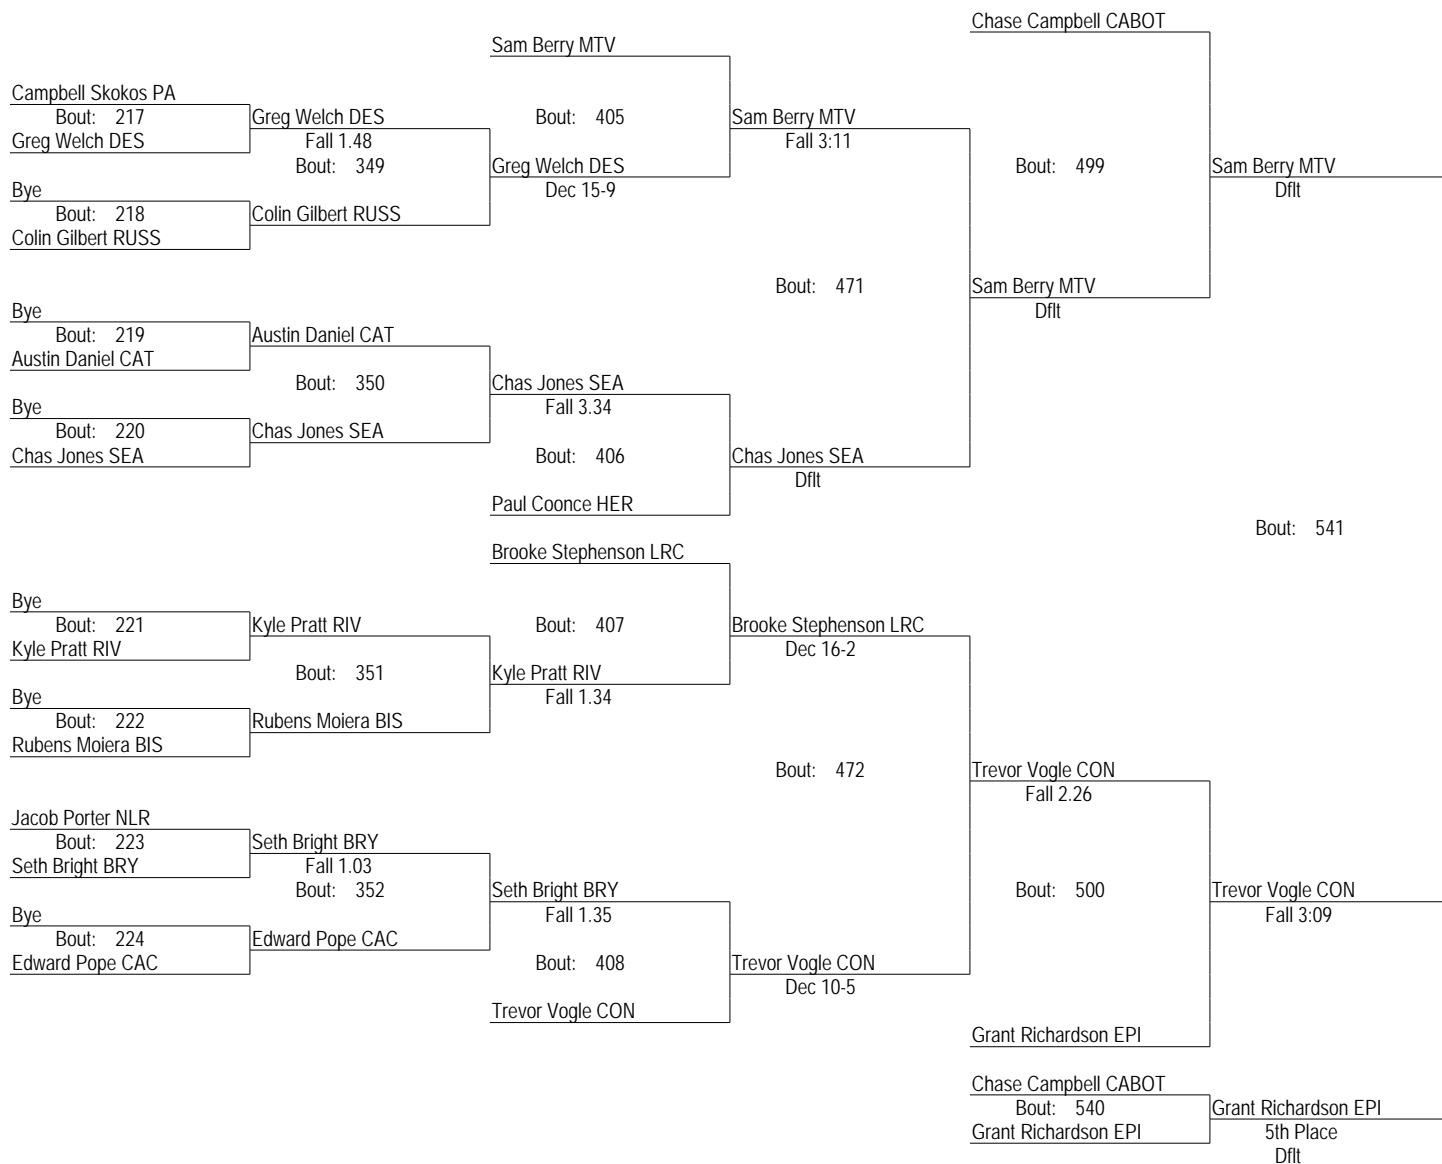 Chase Campbell CABOT
Sam Berry MTV
Campbell Skokos PA
Bout: 217
Greg Welch DES
Greg Welch DES
Fall 1.48
Bout: 349
Bout: 405
Sam Berry MTV
Fall 3:11
Greg Welch DES
Dec 15-9
Bout: 499
Sam Berry MTV
Dflt
Bye
Bout: 218
Colin Gilbert RUSS
Colin Gilbert RUSS
Bout: 471
Sam Berry MTV
Dflt
Bye
Bout: 219
Austin Daniel CAT
Austin Daniel CAT
Bout: 350
Chas Jones SEA
Fall 3.34
Bye
Bout: 220
Chas Jones SEA
Chas Jones SEA
Bout: 406
Chas Jones SEA
Dflt
Paul Coonce HER
Bout: 541
Brooke Stephenson LRC
Bye
Bout: 221
Kyle Pratt RIV
Kyle Pratt RIV
Bout: 407
Brooke Stephenson LRC
Dec 16-2
Bout: 351
Kyle Pratt RIV
Fall 1.34
Bye
Bout: 222
Rubens Moiera BIS
Rubens Moiera BIS
Bout: 472
Trevor Vogle CON
Fall 2.26
Jacob Porter NLR
Bout: 223
Seth Bright BRY
Seth Bright BRY
Fall 1.03
Bout: 352
Seth Bright BRY
Fall 1.35
Bout: 500
Trevor Vogle CON
Fall 3:09
Bye
Bout: 224
Edward Pope CAC
Edward Pope CAC
Bout: 408
Trevor Vogle CON
Dec 10-5
Trevor Vogle CON
Grant Richardson EPI
Chase Campbell CABOT
Bout: 540
Grant Richardson EPI
Grant Richardson EPI
5th Place
Dflt